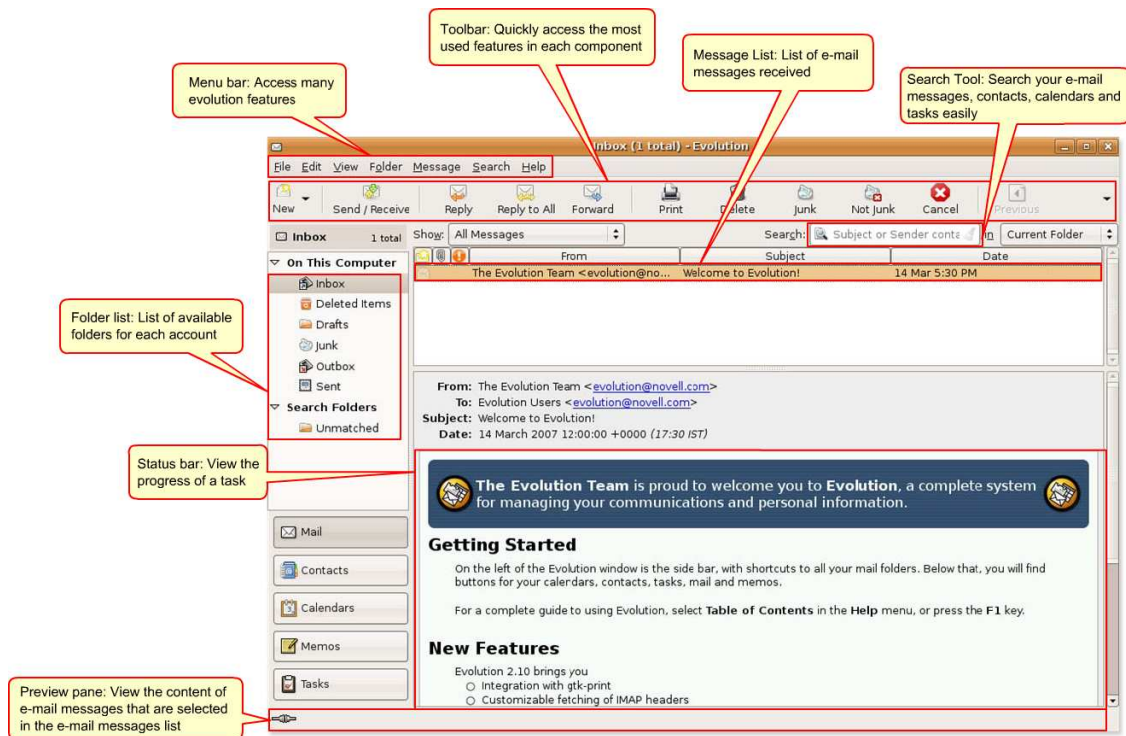 Toolbar: Quickly access the most
used features in each component
Message List: List of e-mail
messages received
Menu bar: Access many
evolution features
Search Tool: Search your e-mail
messages, contacts, calendars and
tasks easily
Inbox (1 total) - Evolution
File Edit View Folder Message Search Help
New Send / Receive Reply Reply to All Forward Print Delete Junk Not Junk Cancel Previous
Inbox 1 total
Show: All Messages Search: Subject or Sender conta in Current Folder
From Subject Date
The Evolution Team <evolution@no... Welcome to Evolution! 14 Mar 5:30 PM
On This Computer
Inbox
Deleted Items
Drafts
Junk
Outbox
Sent
Search Folders
Unmatched
Folder list: List of available
folders for each account
From: The Evolution Team <evolution@novell.com>
To: Evolution Users <evolution@novell.com>
Subject: Welcome to Evolution!
Date: 14 March 2007 12:00:00 +0000 (17:30 IST)
Status bar: View the
progress of a task
The Evolution Team is proud to welcome you to Evolution, a complete system
for managing your communications and personal information.
Getting Started
On the left of the Evolution window is the side bar, with shortcuts to all your mail folders. Below that, you will find
buttons for your calerdars, contacts, tasks, mail and memos.
For a complete guide to using Evolution, select Table of Contents in the Help menu, or press the F1 key.
New Features
Evolution 2.10 brings you
Integration with gtk-print
Customizable fetching of IMAP headers
Mail
Contacts
Calendars
Memos
Tasks
Preview pane: View the content of
e-mail messages that are selected
in the e-mail messages list